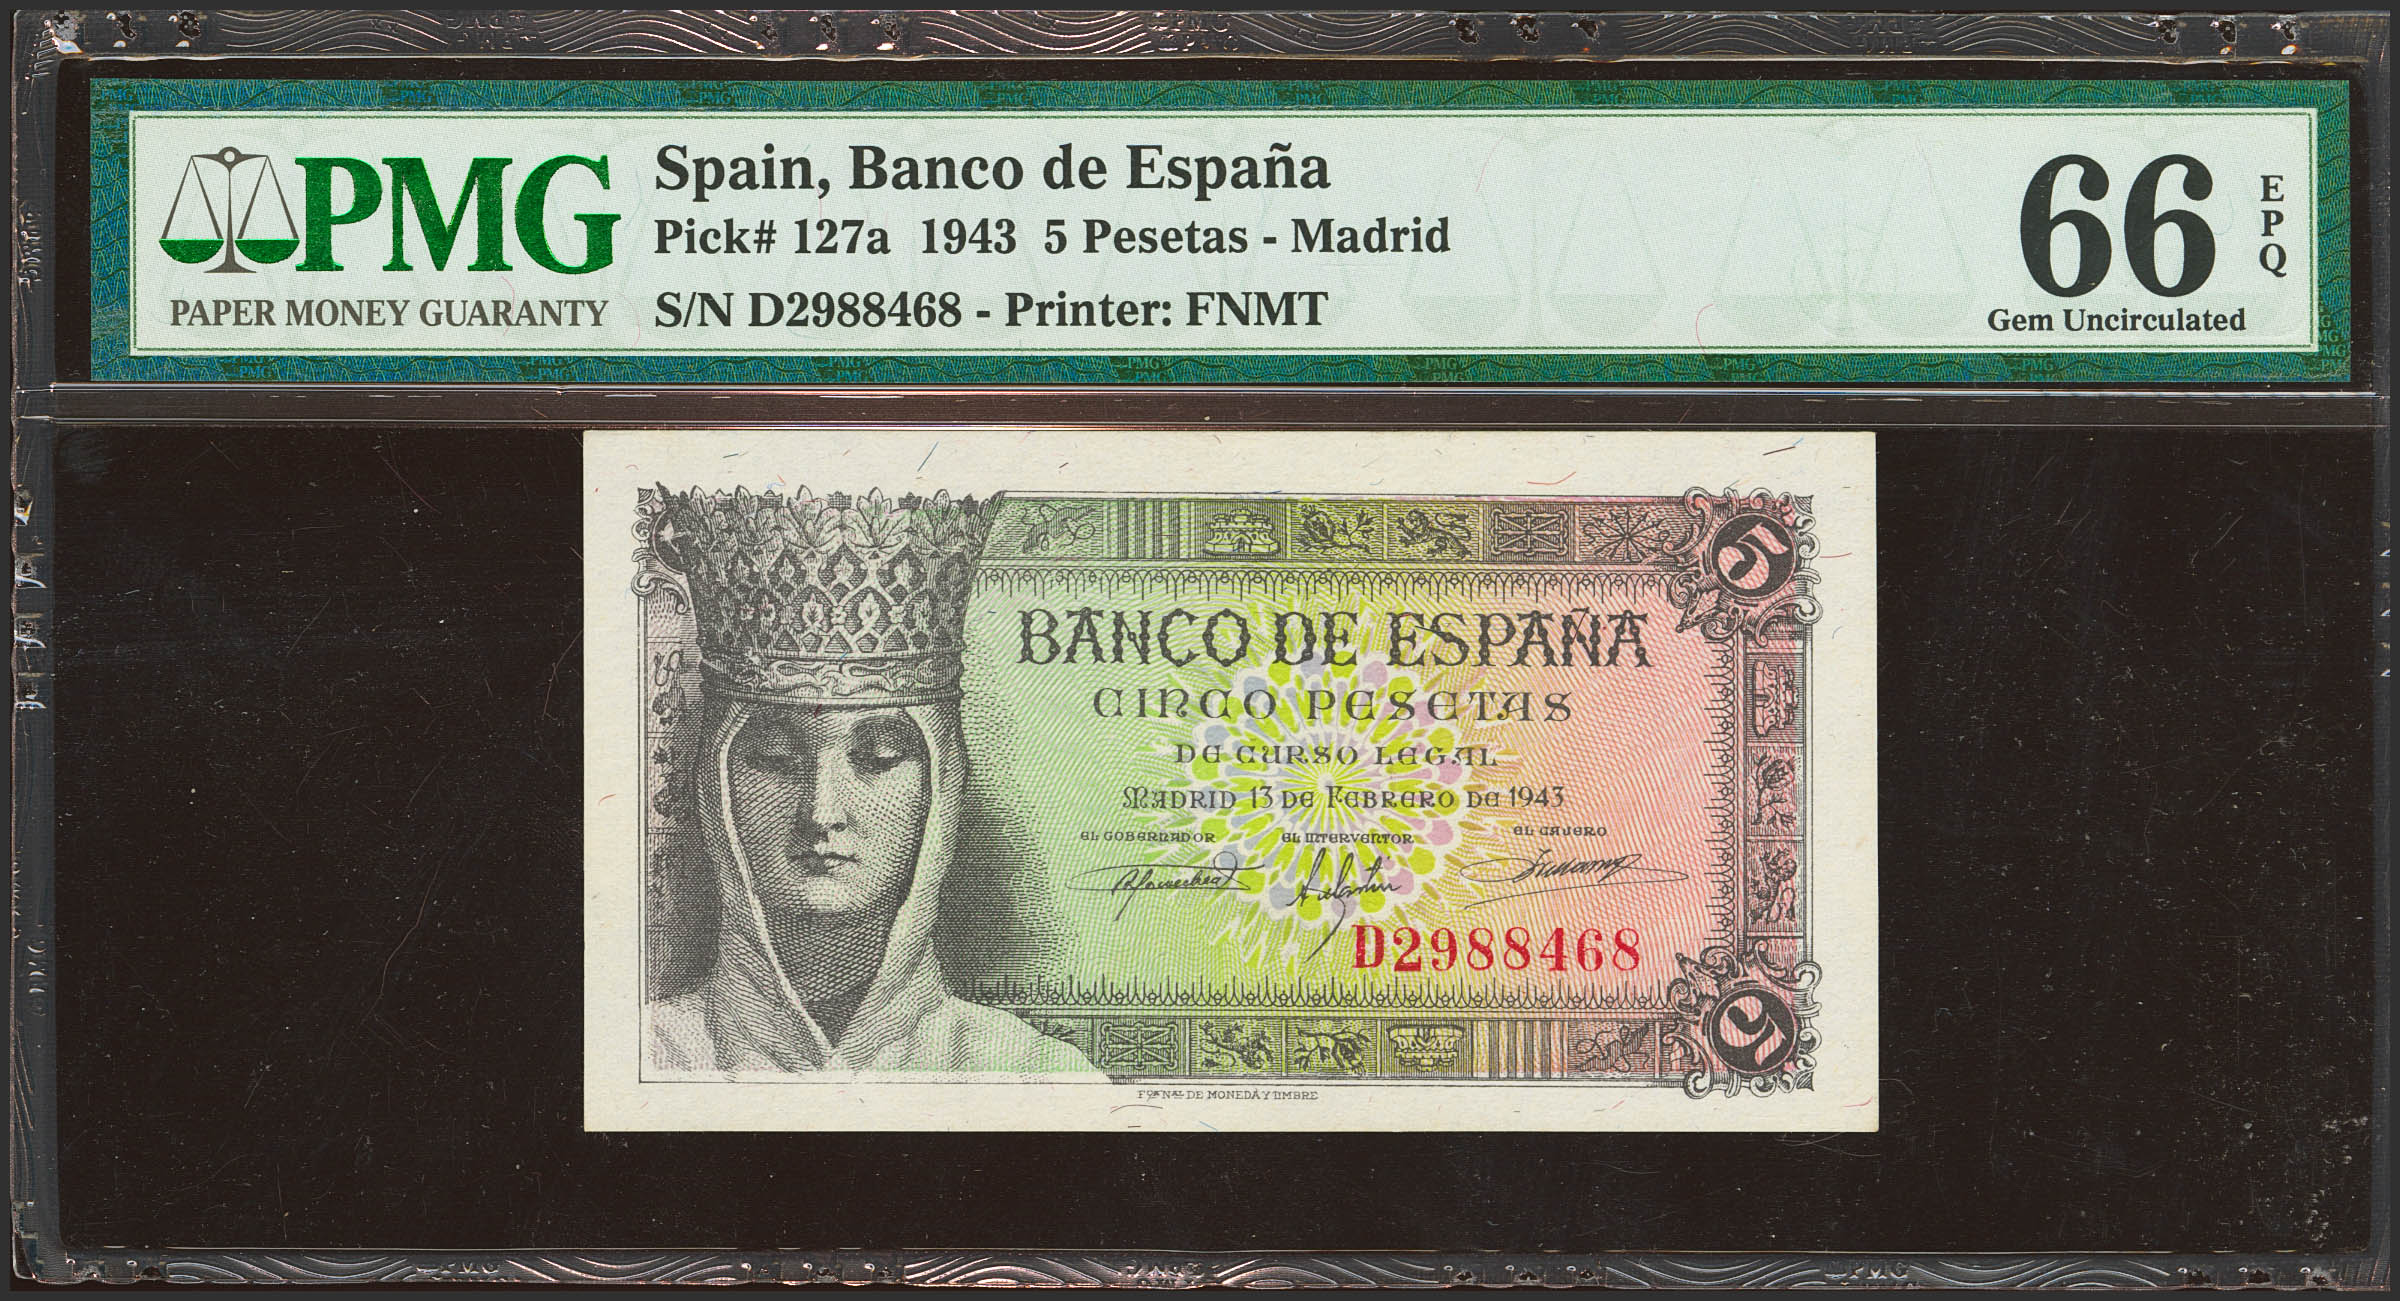 PMG
PAPER MONEY GUARANTY
Spain, Banco de España
Pick# 127a 1943 5 Pesetas - Madrid
S/N D2988468 - Printer: FNMT
66
EPQ
Gem Uncirculated
5
BANCO DE ESPAÑA
CINCO PESETAS
DE CURSO LEGAL
MADRID 13 DE FEBRERO DE 1943
EL GOBERNADOR EL INTERVENTOR EL CAJERO
D2988468
5
FCA NAL DE MONEDA Y TIMBRE